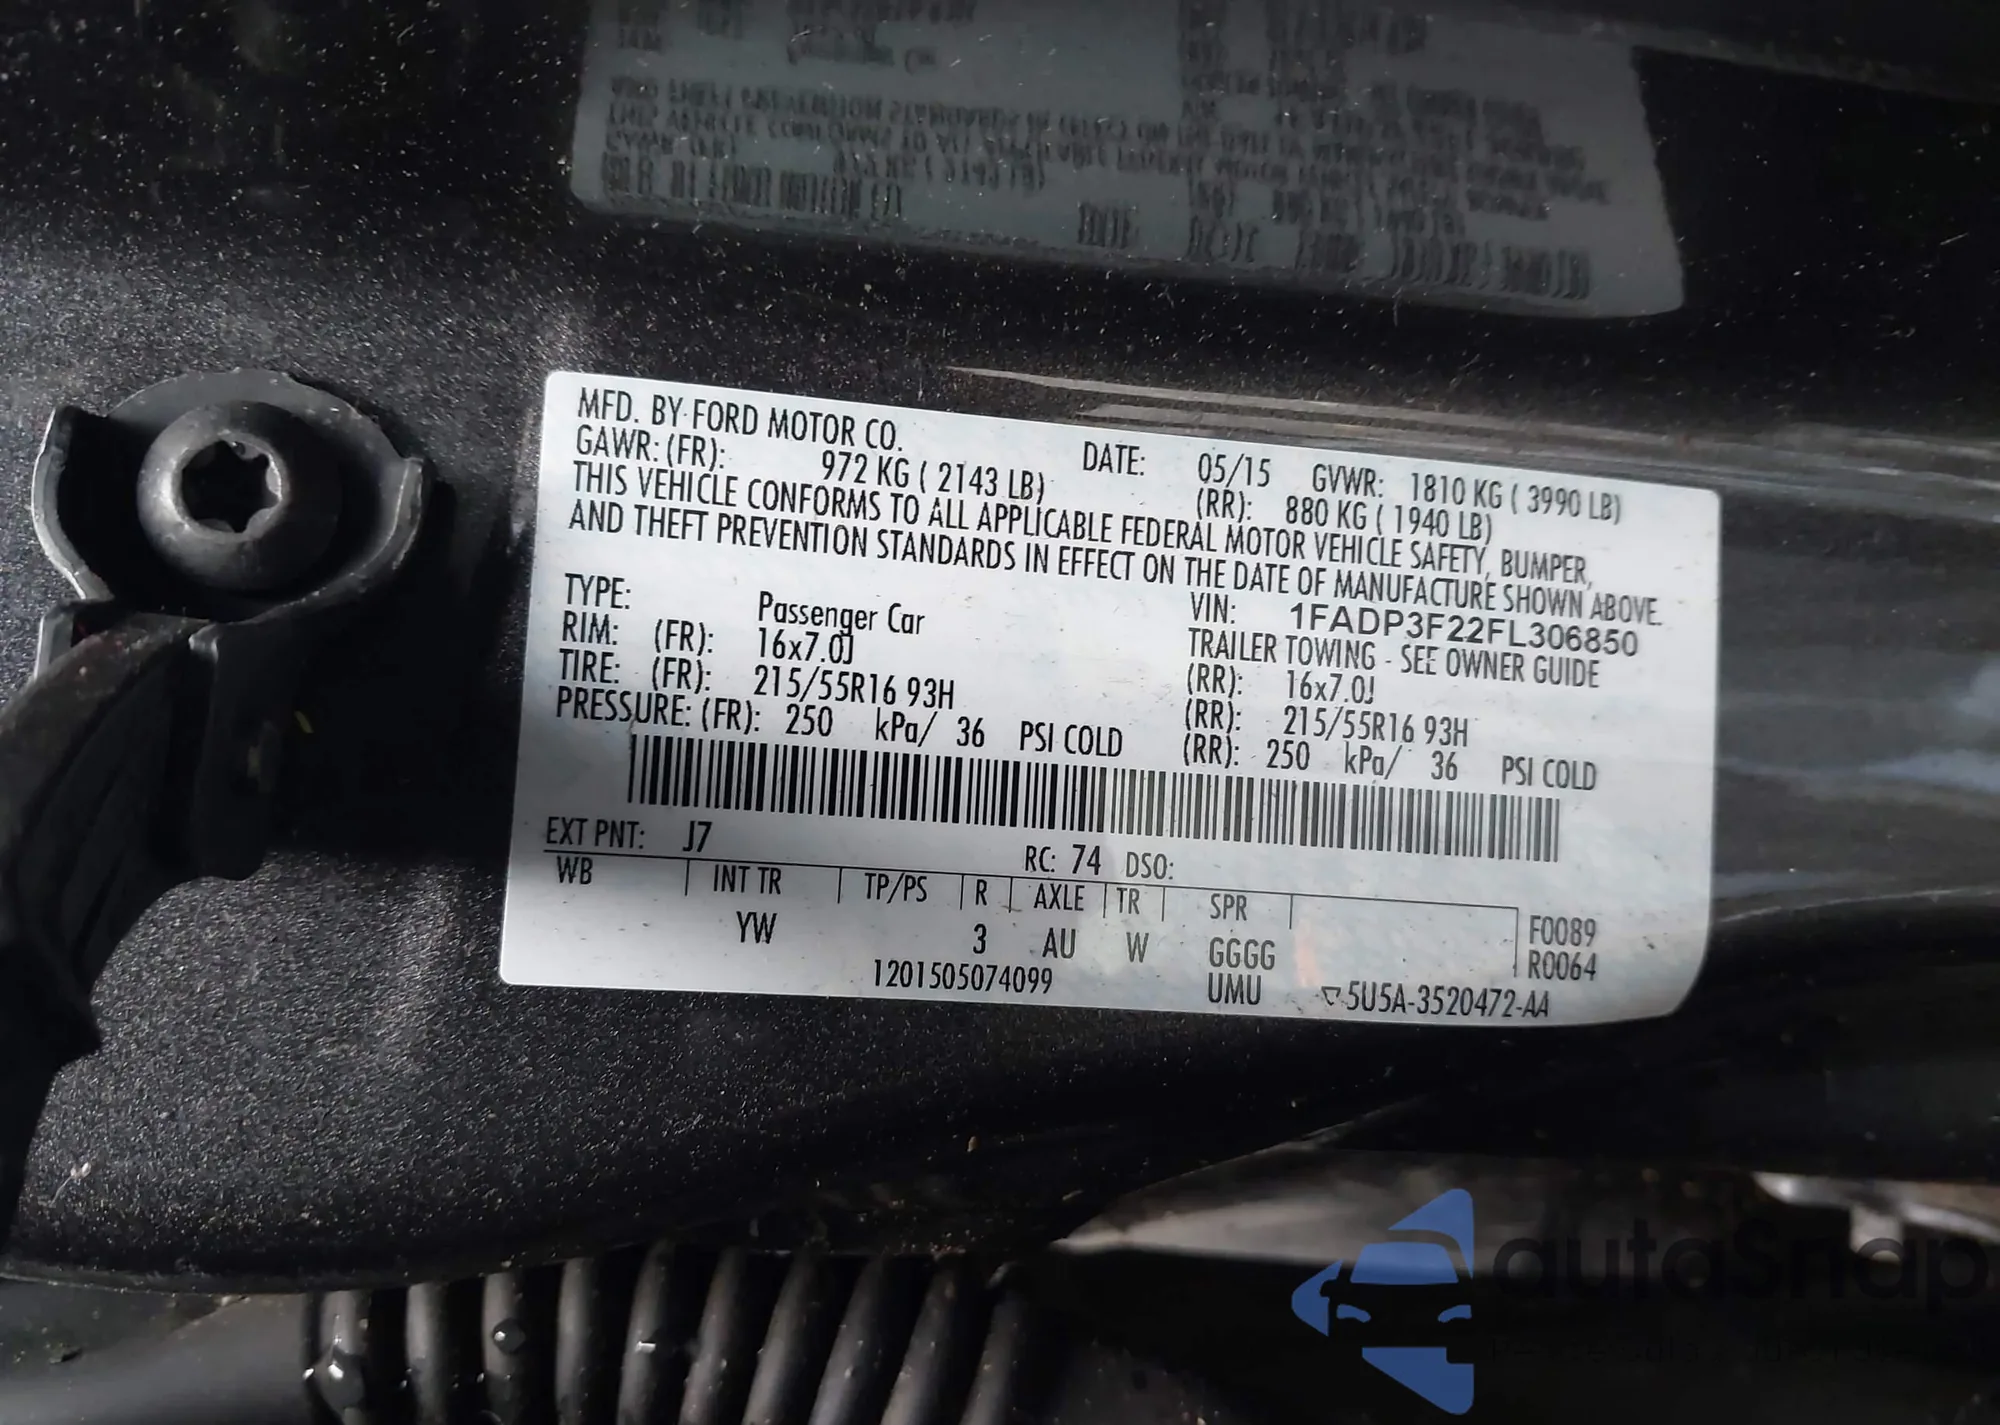 MFD. BY FORD MOTOR CO. DATE: 05/15 GVWR: 1810 KG ( 3990 LB)
GAWR: (FR): 972 KG ( 2143 LB) (RR): 880 KG ( 1940 LB)
THIS VEHICLE CONFORMS TO ALL APPLICABLE FEDERAL MOTOR VEHICLE SAFETY, BUMPER,
AND THEFT PREVENTION STANDARDS IN EFFECT ON THE DATE OF MANUFACTURE SHOWN ABOVE.
VIN: 1FADP3F22FL306850
TYPE: Passenger Car TRAILER TOWING - SEE OWNER GUIDE
RIM: (FR): 16x7.0J (RR): 16x7.0J
TIRE: (FR): 215/55R16 93H (RR): 215/55R16 93H
PRESSURE: (FR): 250 kPa/ 36 PSI COLD (RR): 250 kPa/ 36 PSI COLD
EXT PNT: J7 RC: 74 DSO:
WB INT TR TP/PS R AXLE TR SPR F0089
YW 3 AU W GGGG R0064
1201505074099 UMU 5U5A-3520472-AA
autoSnap